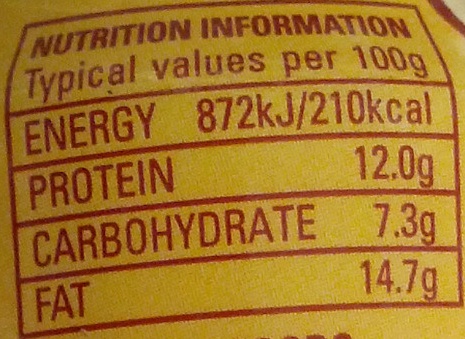 NUTRITION INFORMATION
Typical values per 100g
ENERGY 872kJ/210kcal
PROTEIN 12.0g
CARBOHYDRATE 7.3g
FAT 14.7g